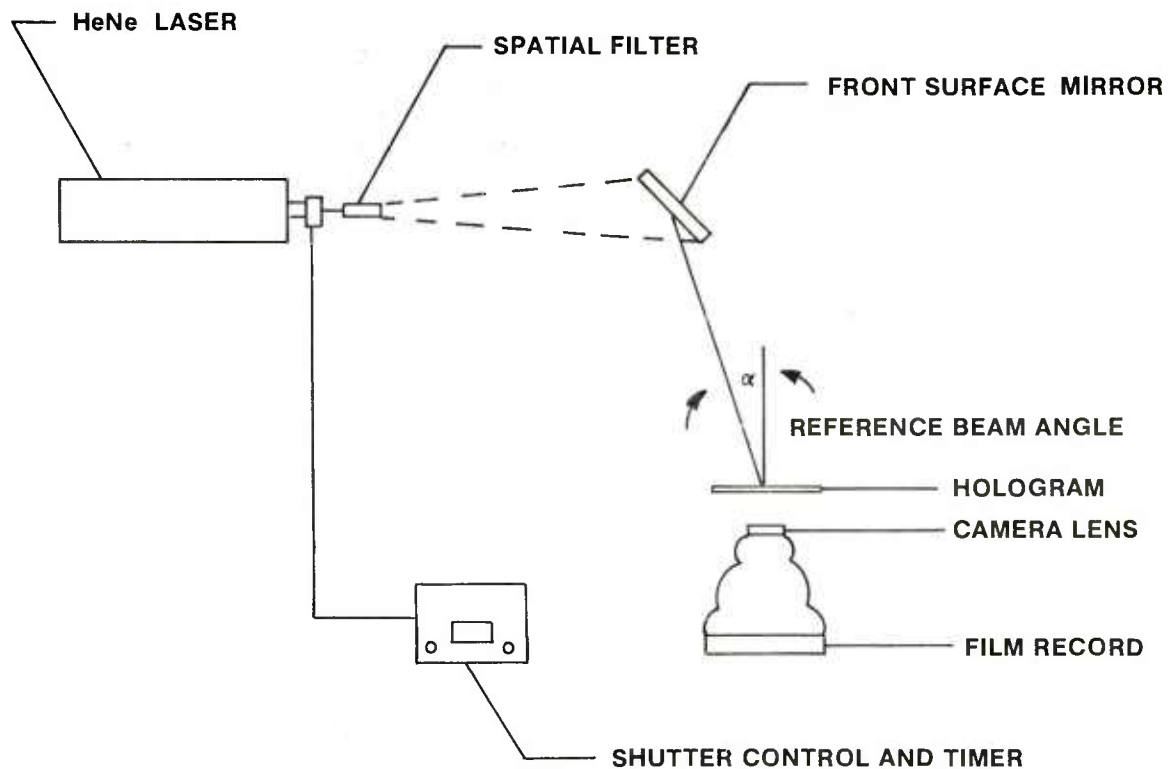 HeNe LASER
SPATIAL FILTER
FRONT SURFACE MIRROR
α
REFERENCE BEAM ANGLE
HOLOGRAM
CAMERA LENS
FILM RECORD
SHUTTER CONTROL AND TIMER